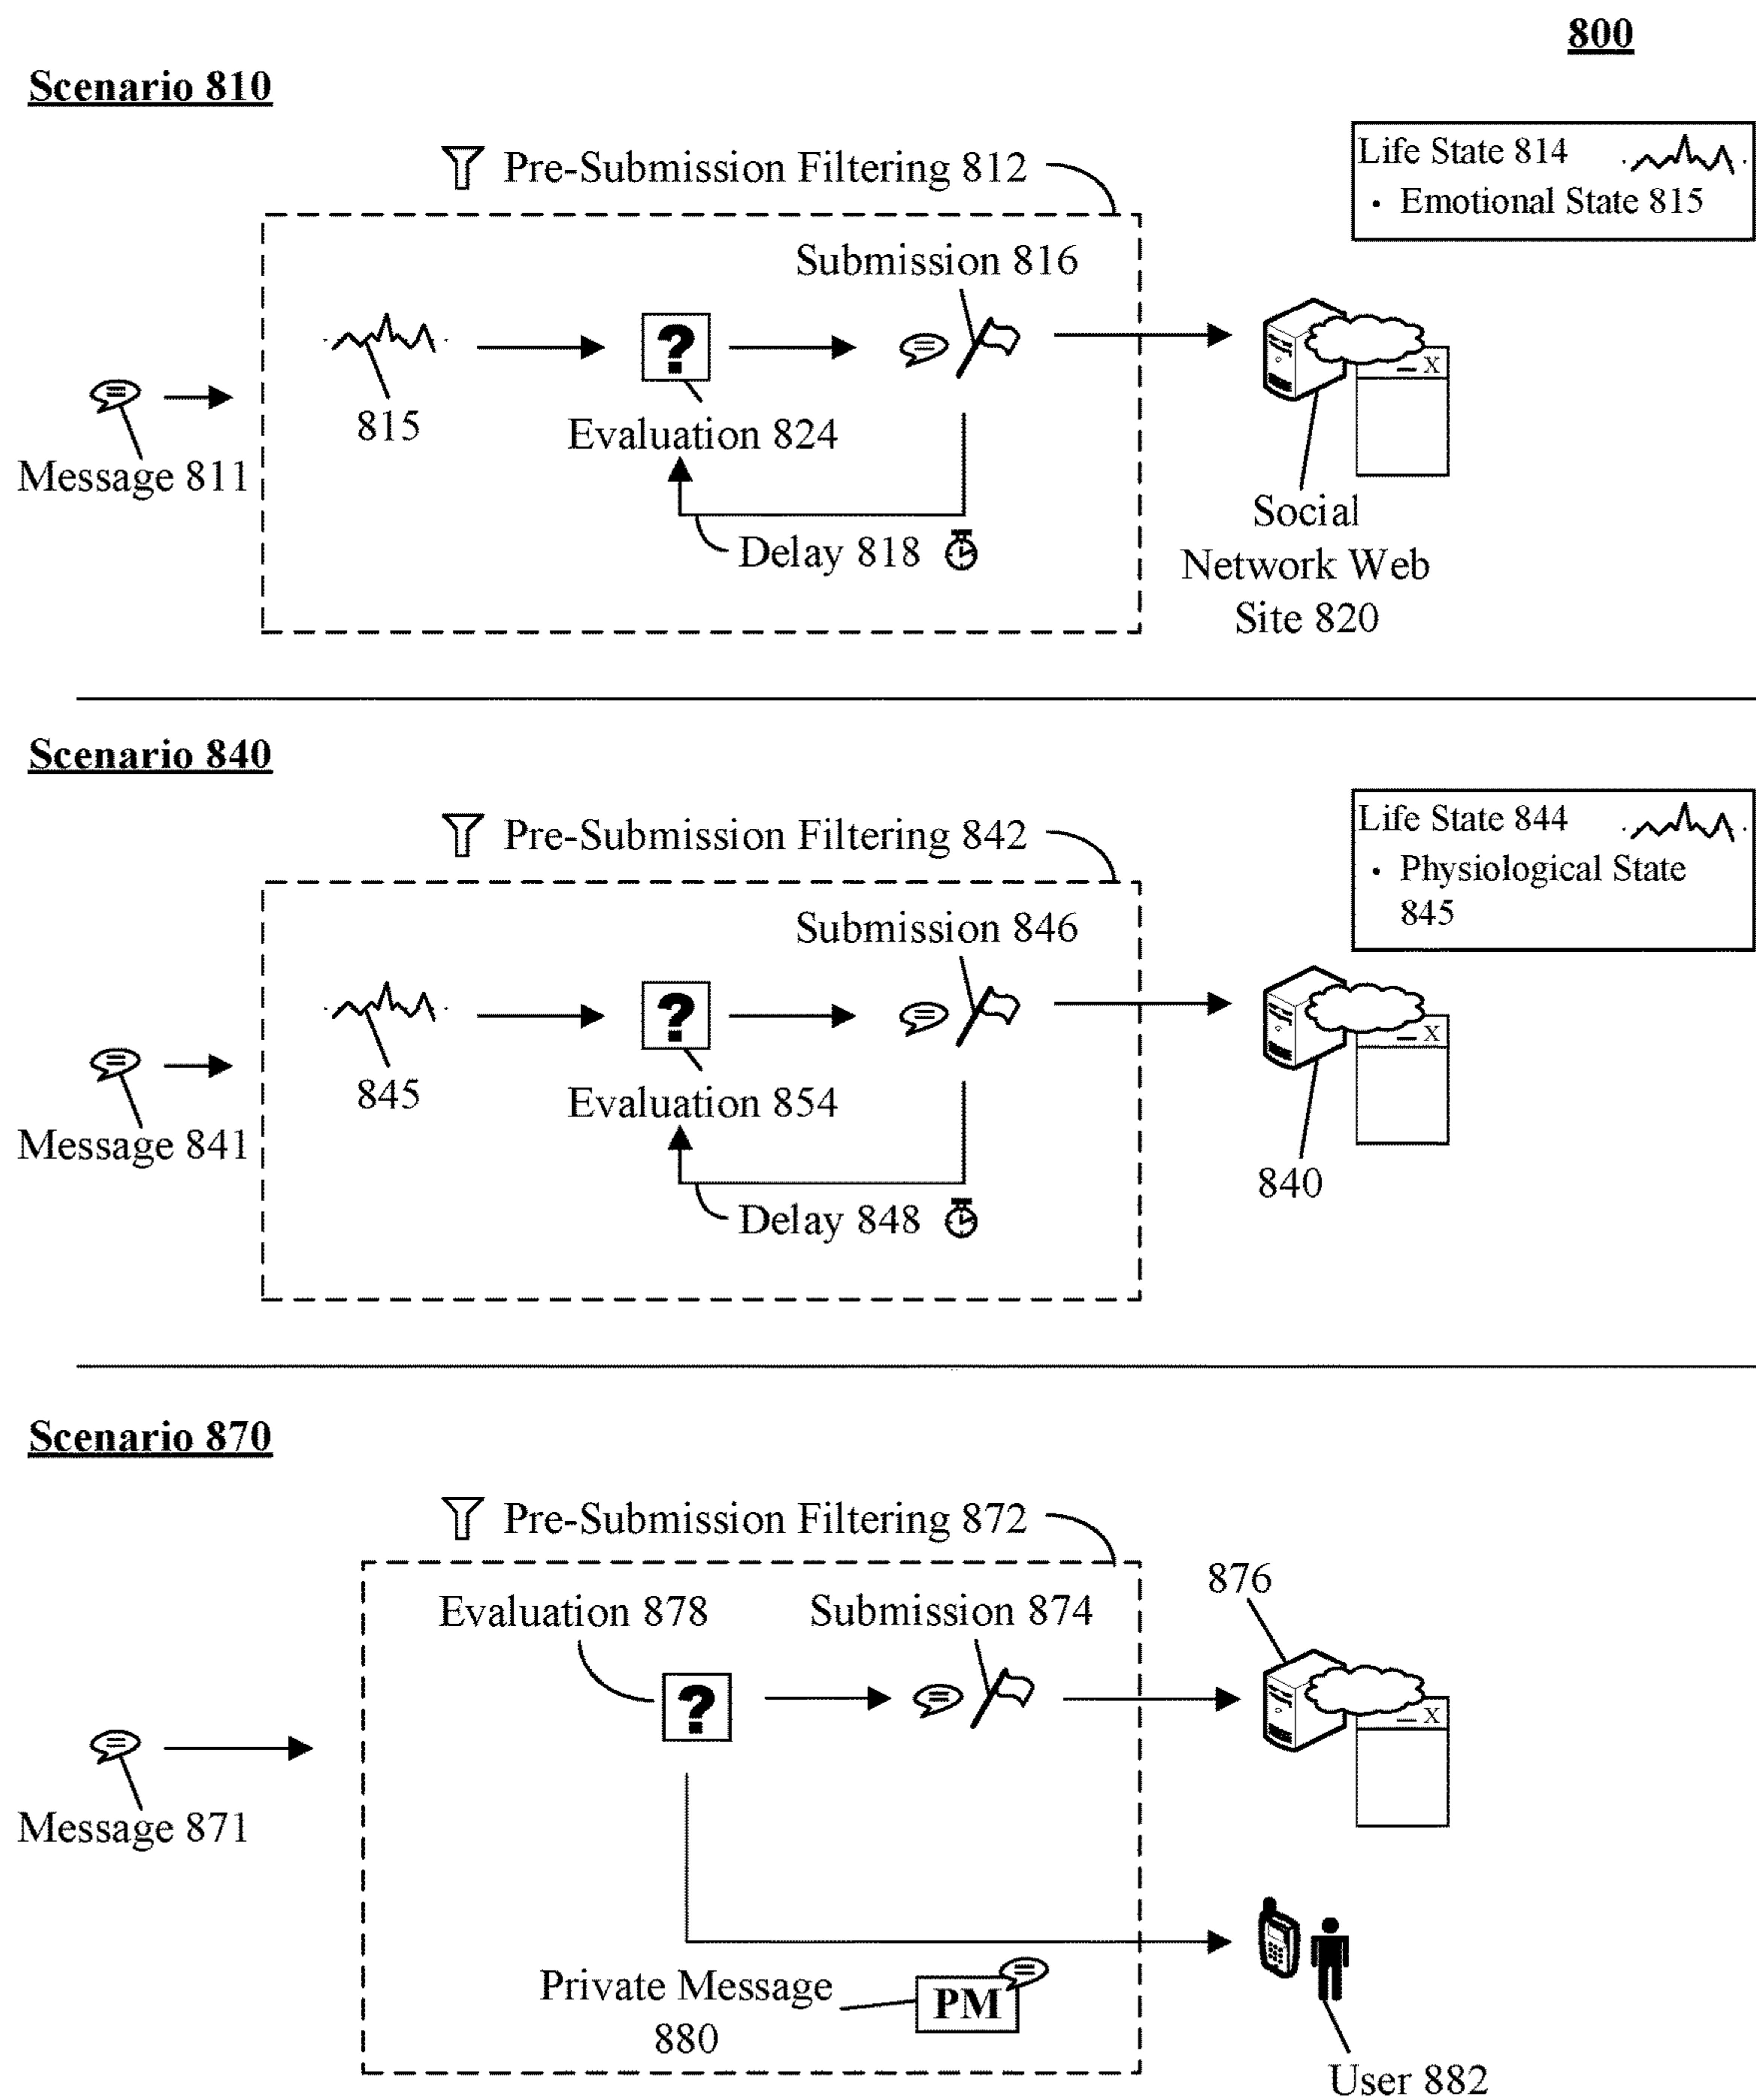 800
Scenario 810
Life State 814
• Emotional State 815
Pre-Submission Filtering 812
Submission 816
?
815
Evaluation 824
X
Message 811
Delay 818
Social
Network Web
Site 820
Scenario 840
Life State 844
• Physiological State
845
Pre-Submission Filtering 842
Submission 846
?
845
Evaluation 854
X
Message 841
840
Delay 848
Scenario 870
Pre-Submission Filtering 872
876
Evaluation 878
Submission 874
?
X
Message 871
Private Message
880
PM
User 882